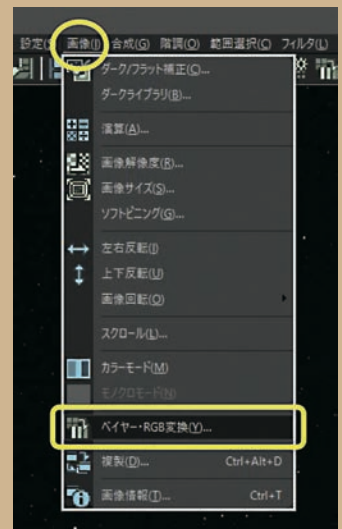 設定(S) 画像(I) 合成(G) 階調(O) 範囲選択(C) フィルタ(L)
ダーク/フラット補正(C)...
ダークライブラリ(B)...
演算(A)...
画像解像度(R)...
画像サイズ(S)...
ソフトビニング(G)...
左右反転(I)
上下反転(U)
画像回転(O)
スクロール(L)...
カラーモード(M)
モノクロモード(N)
ベイヤー・RGB変換(Y)...
複製(D)... Ctrl+Alt+D
画像情報(I)... Ctrl+T